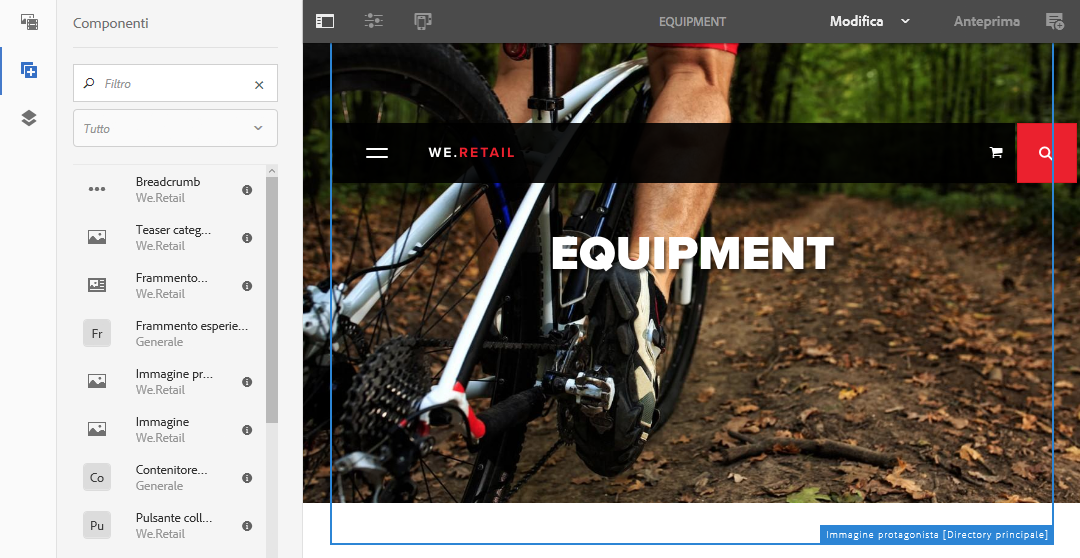 Componenti
Filtro
Tutto
Breadcrumb
We.Retail
Teaser categ...
We.Retail
Frammento...
We.Retail
Fr
Frammento esperie...
Generale
Immagine pr...
We.Retail
Immagine
We.Retail
Co
Contenitore...
Generale
Pu
Pulsante coll...
We.Retail
EQUIPMENT
Modifica
Anteprima
WE.RETAIL
EQUIPMENT
Immagine protagonista [Directory principale]